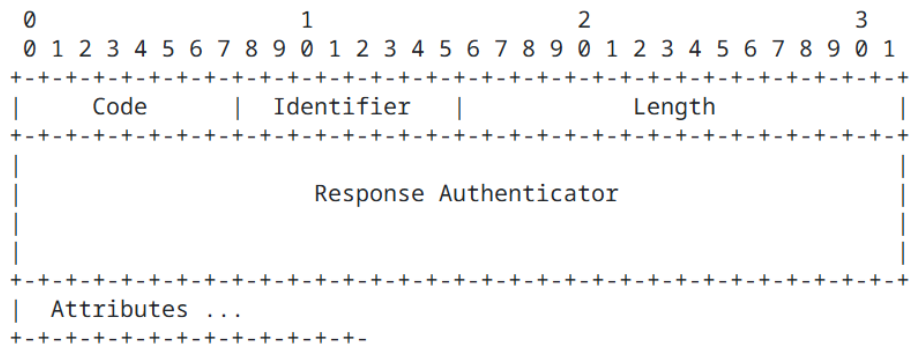 0                   1                   2                   3
 0 1 2 3 4 5 6 7 8 9 0 1 2 3 4 5 6 7 8 9 0 1 2 3 4 5 6 7 8 9 0 1
+-+-+-+-+-+-+-+-+-+-+-+-+-+-+-+-+-+-+-+-+-+-+-+-+-+-+-+-+-+-+-+-+
|     Code      |  Identifier   |            Length             |
+-+-+-+-+-+-+-+-+-+-+-+-+-+-+-+-+-+-+-+-+-+-+-+-+-+-+-+-+-+-+-+-+
|                                                               |
|                     Response Authenticator                    |
|                                                               |
|                                                               |
+-+-+-+-+-+-+-+-+-+-+-+-+-+-+-+-+-+-+-+-+-+-+-+-+-+-+-+-+-+-+-+-+
|  Attributes ...
+-+-+-+-+-+-+-+-+-+-+-+-+-